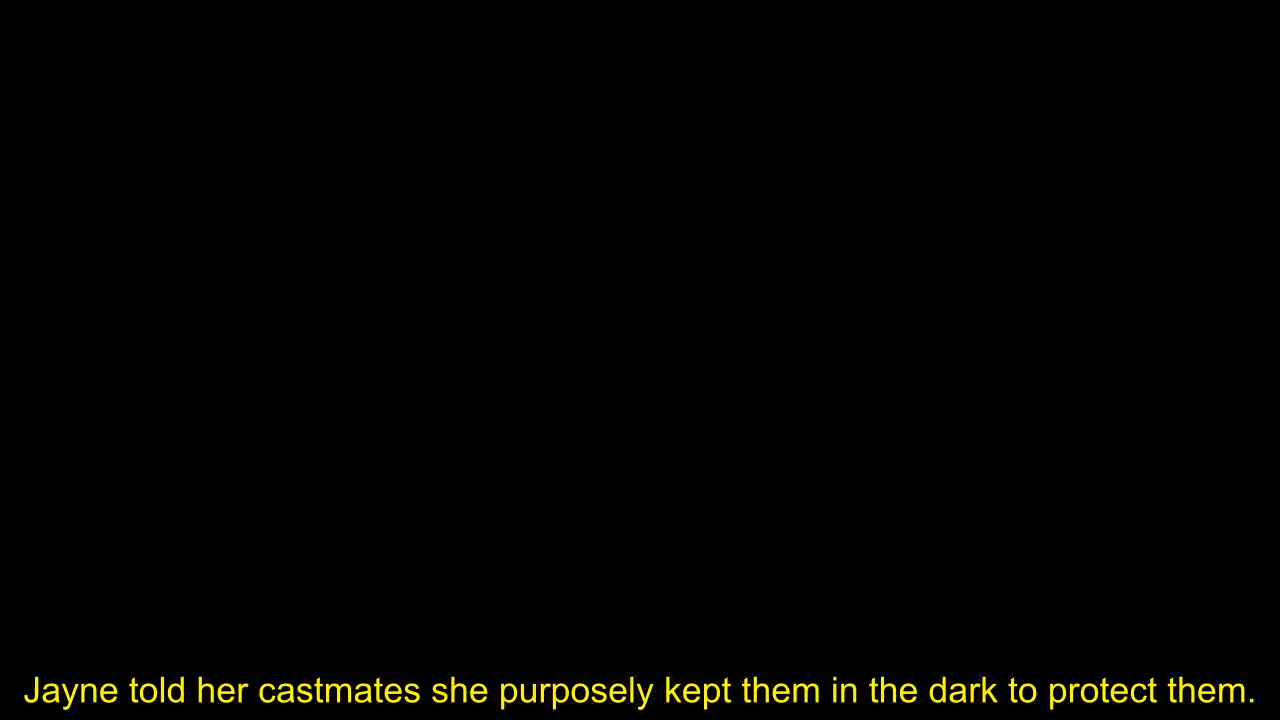 Jayne told her castmates she purposely kept them in the dark to protect them.